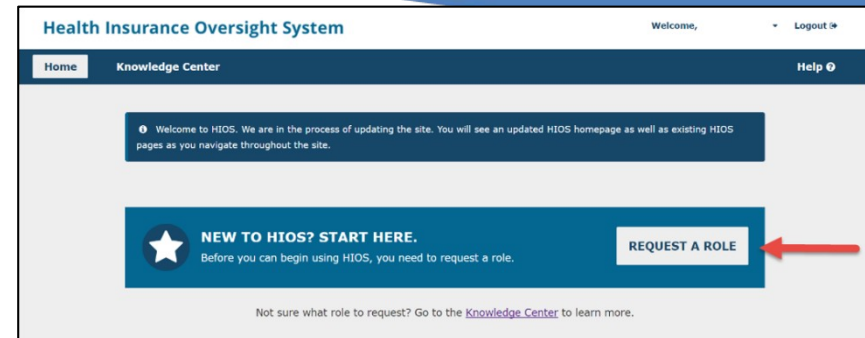 Health Insurance Oversight System
Welcome,
Logout
Home
Knowledge Center
Help
Welcome to HIOS. We are in the process of updating the site. You will see an updated HIOS homepage as well as existing HIOS
pages as you navigate throughout the site.
NEW TO HIOS? START HERE.
Before you can begin using HIOS, you need to request a role.
REQUEST A ROLE
Not sure what role to request? Go to the Knowledge Center to learn more.